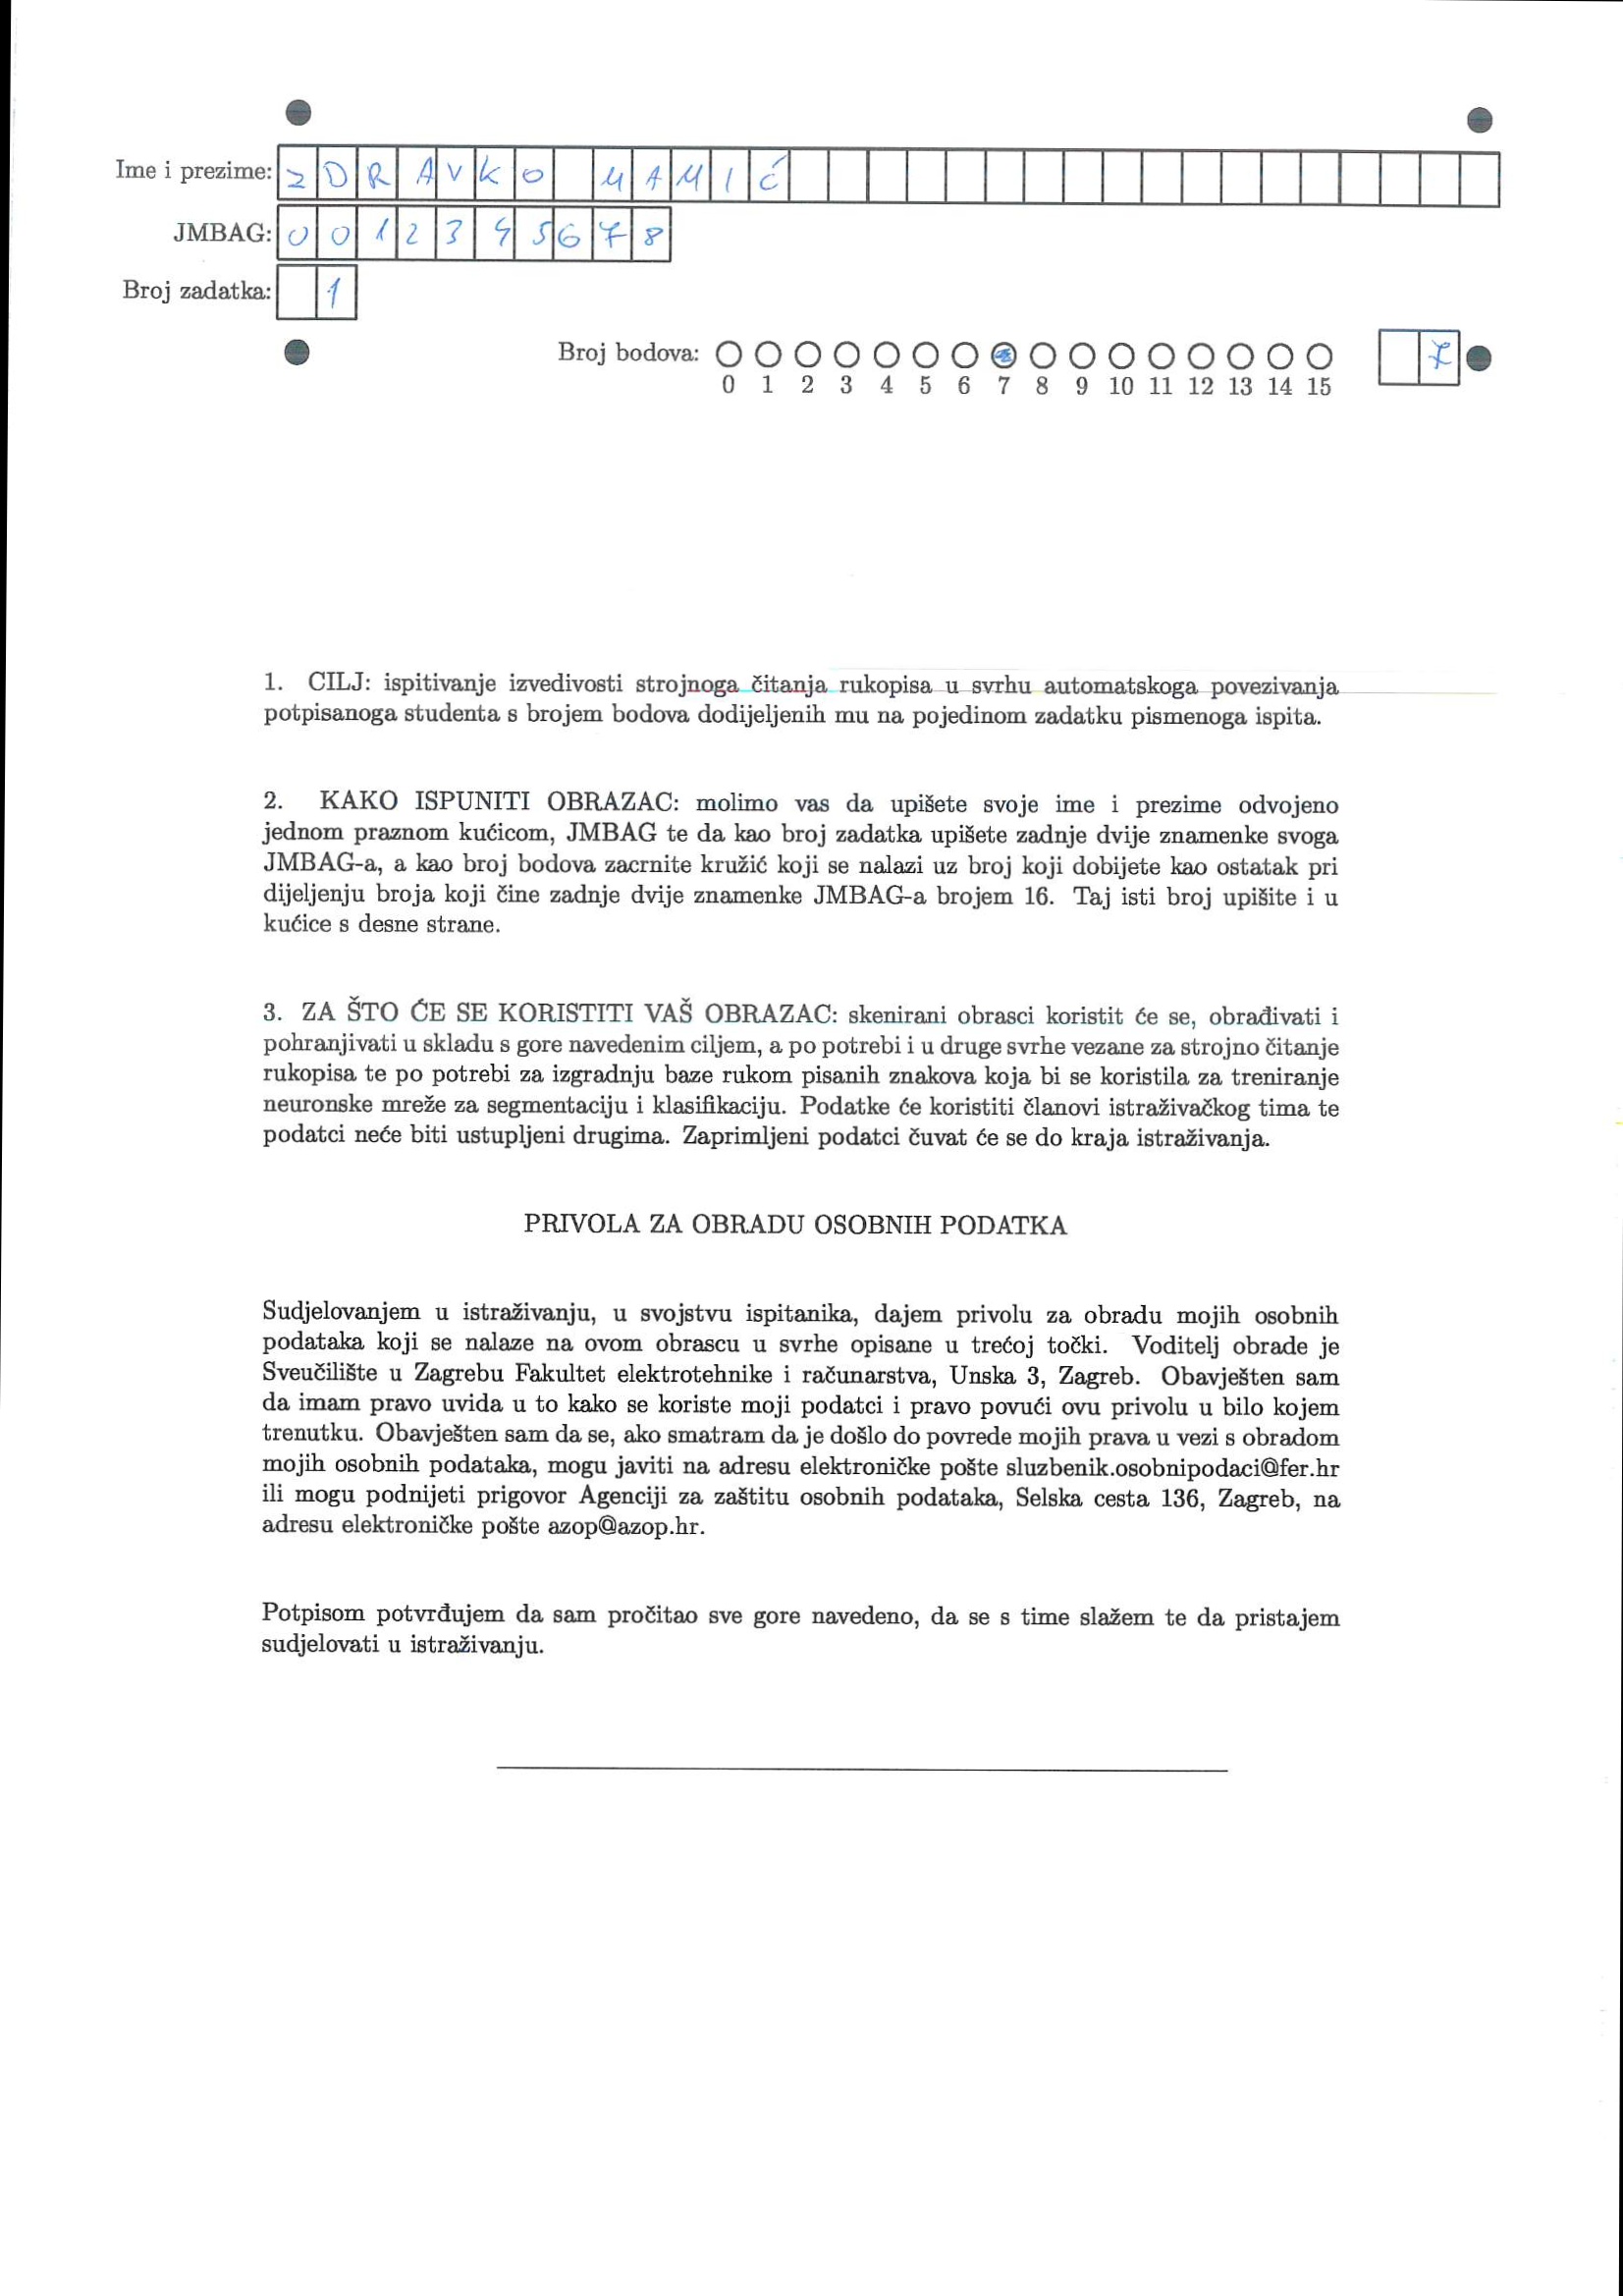 Ime i prezime: ZDRAVKO MAMIĆ
JMBAG: 0012345678
Broj zadatka: 1
Broj bodova: 7
0 1 2 3 4 5 6 7 8 9 10 11 12 13 14 15
1. CILJ: ispitivanje izvedivosti strojnoga čitanja rukopisa u svrhu automatskoga povezivanja
potpisanoga studenta s brojem bodova dodijeljenih mu na pojedinom zadatku pismenoga ispita.
2. KAKO ISPUNITI OBRAZAC: molimo vas da upišete svoje ime i prezime odvojeno
jednom praznom kućicom, JMBAG te da kao broj zadatka upišete zadnje dvije znamenke svoga
JMBAG-a, a kao broj bodova zacrnite kružić koji se nalazi uz broj koji dobijete kao ostatak pri
dijeljenju broja koji čine zadnje dvije znamenke JMBAG-a brojem 16. Taj isti broj upišite i u
kućice s desne strane.
3. ZA ŠTO ĆE SE KORISTITI VAŠ OBRAZAC: skenirani obrasci koristit će se, obrađivati i
pohranjivati u skladu s gore navedenim ciljem, a po potrebi i u druge svrhe vezane za strojno čitanje
rukopisa te po potrebi za izgradnju baze rukom pisanih znakova koja bi se koristila za treniranje
neuronske mreže za segmentaciju i klasifikaciju. Podatke će koristiti članovi istraživačkog tima te
podatci neće biti ustupljeni drugima. Zaprimljeni podatci čuvat će se do kraja istraživanja.
PRIVOLA ZA OBRADU OSOBNIH PODATKA
Sudjelovanjem u istraživanju, u svojstvu ispitanika, dajem privolu za obradu mojih osobnih
podataka koji se nalaze na ovom obrascu u svrhe opisane u trećoj točki. Voditelj obrade je
Sveučilište u Zagrebu Fakultet elektrotehnike i računarstva, Unska 3, Zagreb. Obavješten sam
da imam pravo uvida u to kako se koriste moji podatci i pravo povući ovu privolu u bilo kojem
trenutku. Obavješten sam da se, ako smatram da je došlo do povrede mojih prava u vezi s obradom
mojih osobnih podataka, mogu javiti na adresu elektroničke pošte sluzbenik.osobnipodaci@fer.hr
ili mogu podnijeti prigovor Agenciji za zaštitu osobnih podataka, Selska cesta 136, Zagreb, na
adresu elektroničke pošte azop@azop.hr.
Potpisom potvrđujem da sam pročitao sve gore navedeno, da se s time slažem te da pristajem
sudjelovati u istraživanju.